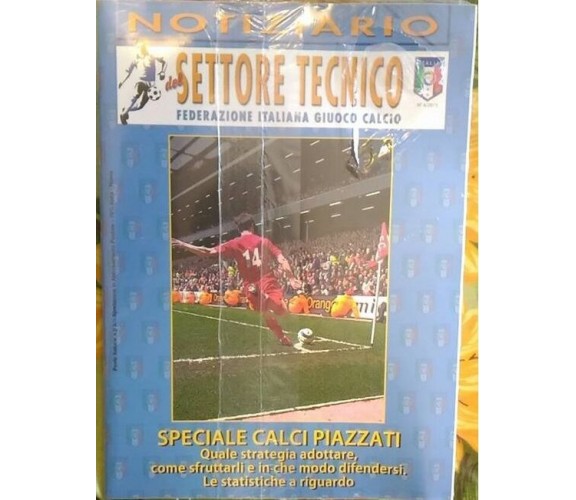 NOTIZIARIO
del SETTORE TECNICO
FEDERAZIONE ITALIANA GIUOCO CALCIO
14
Orange
SPECIALE CALCI PIAZZATI
Quale strategia adottare,
come sfruttarli e in che modo difendersi.
Le statistiche a riguardo